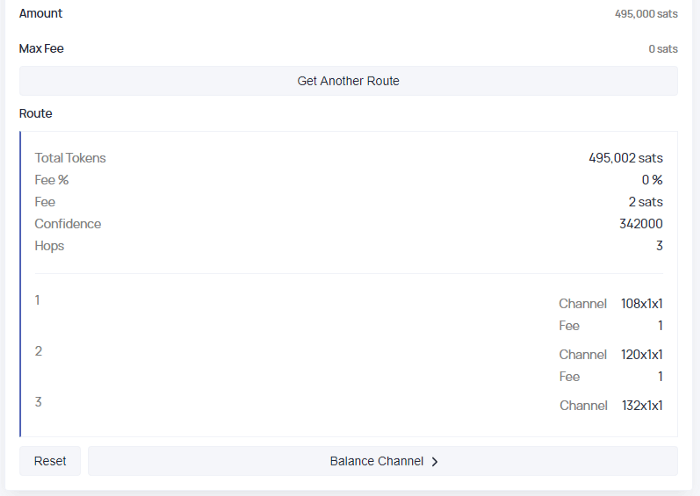 Amount 495,000 sats
Max Fee 0 sats
Get Another Route
Route
Total Tokens 495,002 sats
Fee % 0 %
Fee 2 sats
Confidence 342000
Hops 3
1 Channel 108x1x1
Fee 1
2 Channel 120x1x1
Fee 1
3 Channel 132x1x1
Reset Balance Channel >